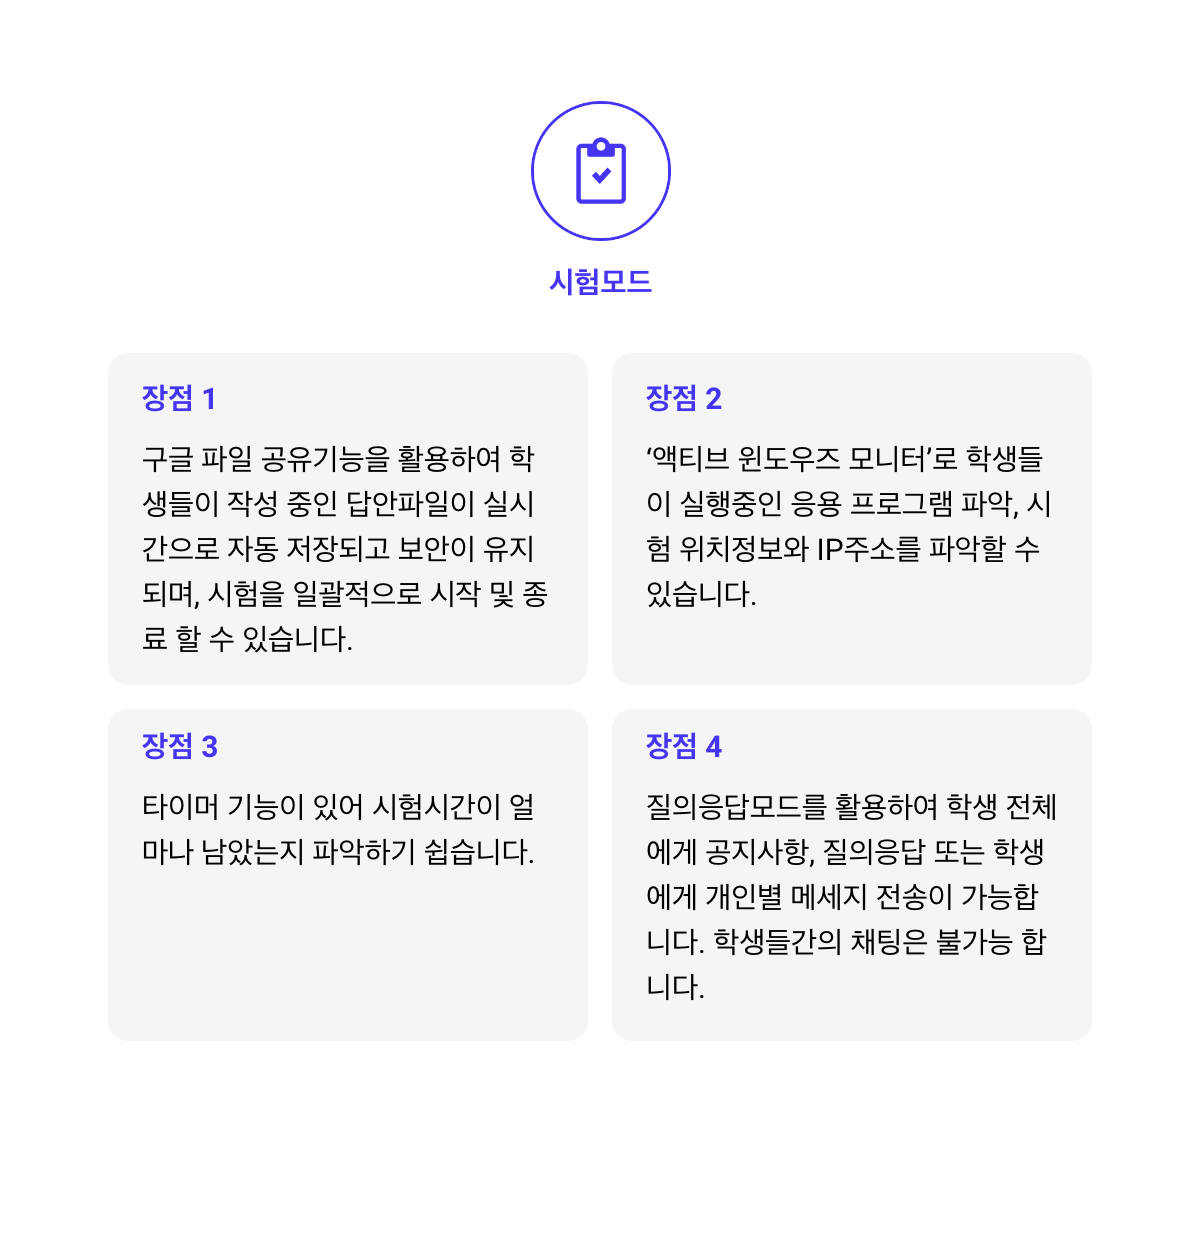 시험모드
장점 1
구글 파일 공유기능을 활용하여 학
생들이 작성 중인 답안파일이 실시
간으로 자동 저장되고 보안이 유지
되며, 시험을 일괄적으로 시작 및 종
료 할 수 있습니다.
장점 2
‘액티브 윈도우즈 모니터’로 학생들
이 실행중인 응용 프로그램 파악, 시
험 위치정보와 IP주소를 파악할 수
있습니다.
장점 3
타이머 기능이 있어 시험시간이 얼
마나 남았는지 파악하기 쉽습니다.
장점 4
질의응답모드를 활용하여 학생 전체
에게 공지사항, 질의응답 또는 학생
에게 개인별 메세지 전송이 가능합
니다. 학생들간의 채팅은 불가능 합
니다.